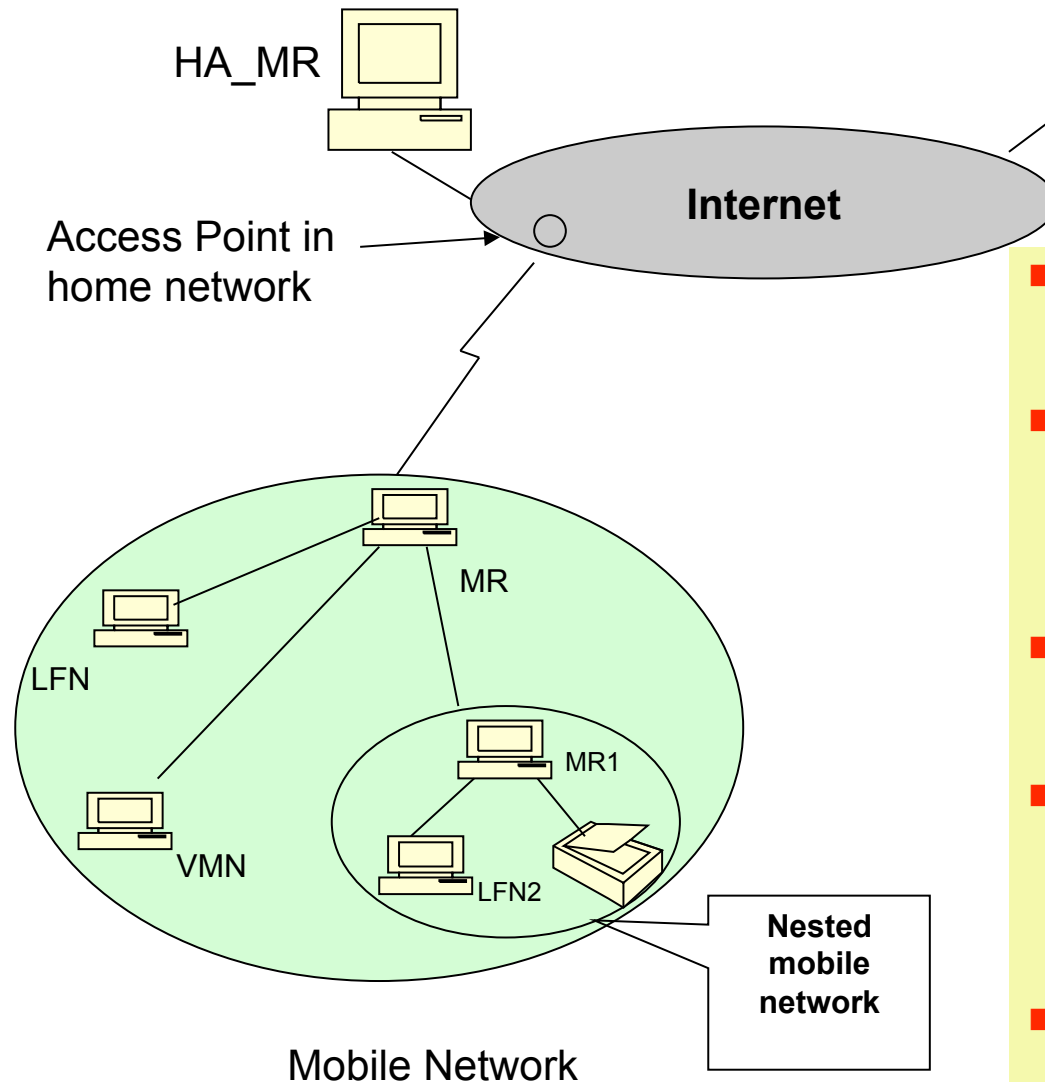 HA_MR
Internet
Access Point in
home network
MR
LFN
MR1
VMN
LFN2
Nested
mobile
network
Mobile Network